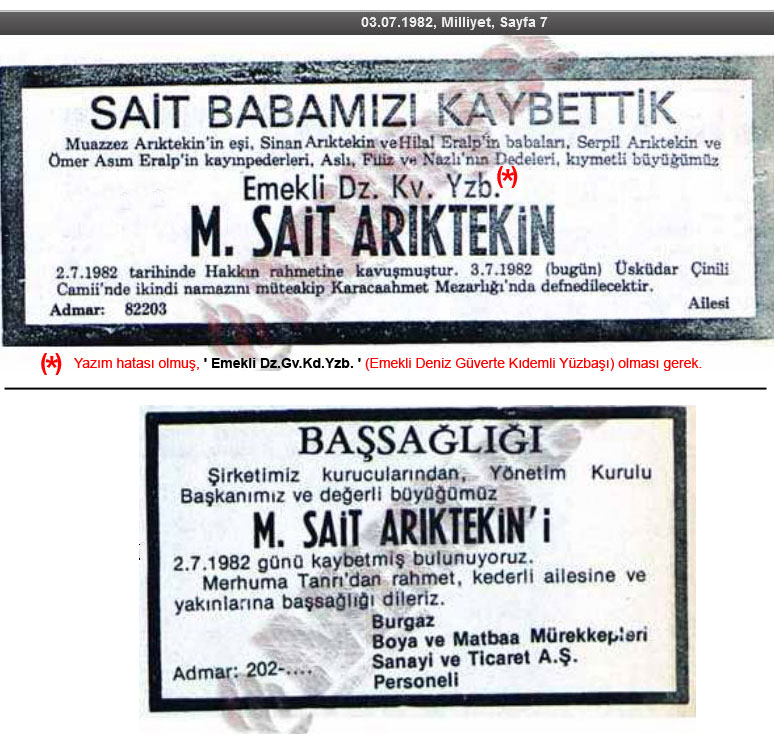 03.07.1982, Milliyet, Sayfa 7
SAİT BABAMIZI KAYBETTİK
Muazzez Arıktekin'in eşi, Sinan Arıktekin ve Hilal Eralp'in babaları, Serpil Arıktekin ve
Ömer Asım Eralp'in kayınpederleri, Aslı, Filiz ve Nazlı'nın Dedeleri, kıymetli büyüğümüz
Emekli Dz. Kv. Yzb. (*)
M. SAİT ARIKTEKİN
2.7.1982 tarihinde Hakkın rahmetine kavuşmuştur. 3.7.1982 (bugün) Üsküdar Çinili
Camii'nde ikindi namazını müteakip Karacaahmet Mezarlığı'nda defnedilecektir.
Admar: 82203 Ailesi
(*) Yazım hatası olmuş, ' Emekli Dz.Gv.Kd.Yzb. ' (Emekli Deniz Güverte Kıdemli Yüzbaşı) olması gerek.
BAŞSAĞLIĞI
Şirketimiz kurucularından, Yönetim Kurulu
Başkanımız ve değerli büyüğümüz
M. SAİT ARIKTEKİN'i
2.7.1982 günü kaybetmiş bulunuyoruz.
Merhuma Tanrı'dan rahmet, kederli ailesine ve
yakınlarına başsağlığı dileriz.
Burgaz
Boya ve Matbaa Mürekkepleri
Sanayi ve Ticaret A.Ş.
Personeli
Admar: 202-....